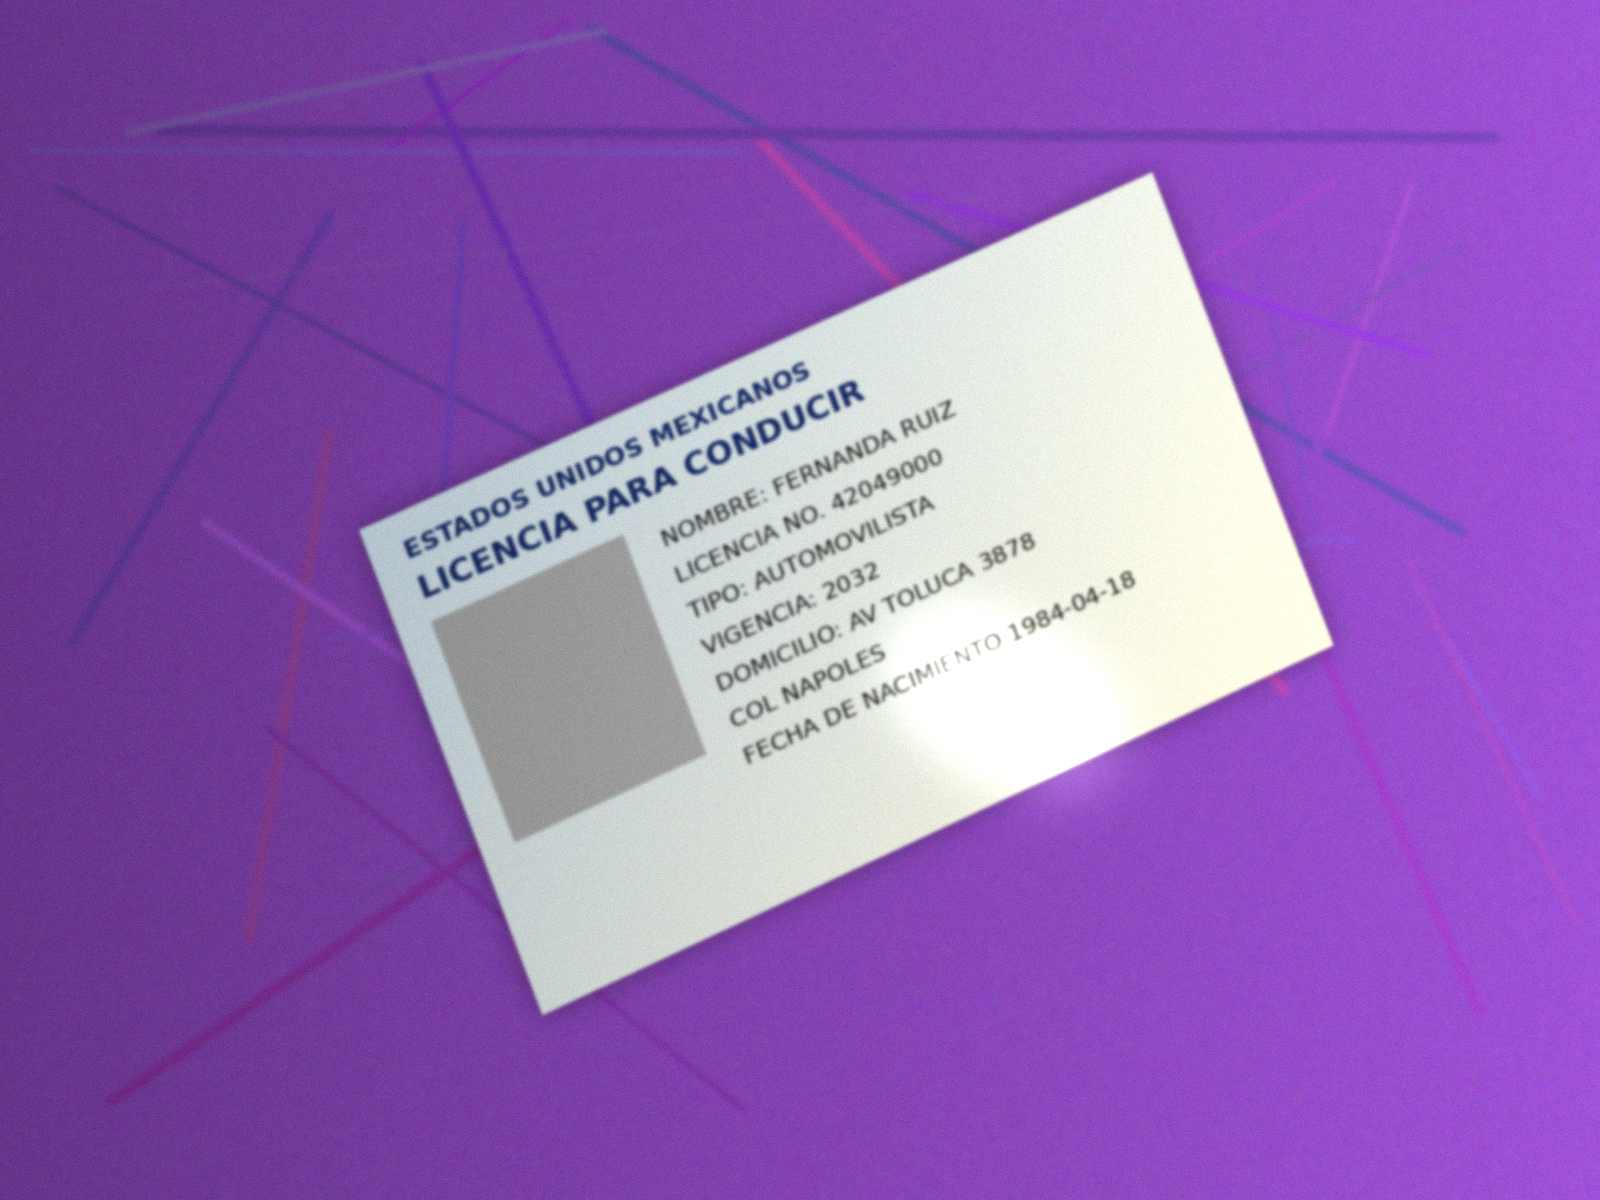 ESTADOS UNIDOS MEXICANOS
LICENCIA PARA CONDUCIR
NOMBRE: FERNANDA RUIZ
LICENCIA NO. 42049000
TIPO: AUTOMOVILISTA
VIGENCIA: 2032
DOMICILIO: AV TOLUCA 3878
COL NAPOLES
FECHA DE NACIMIENTO 1984-04-18